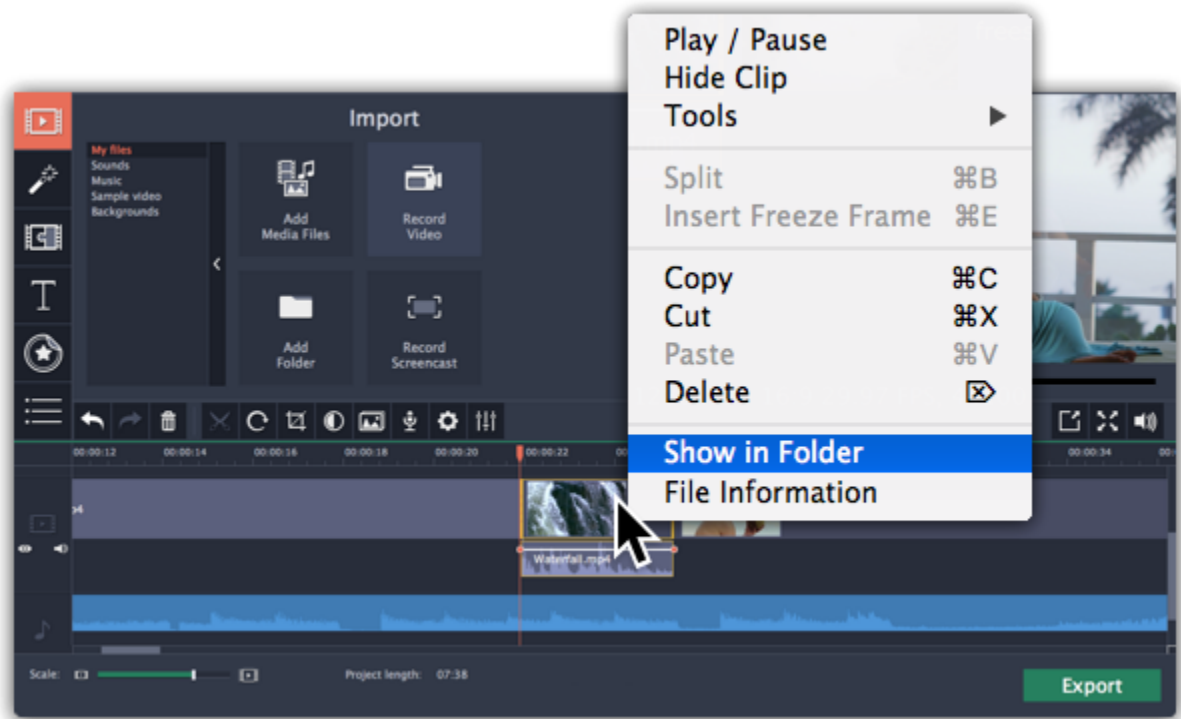 Play / Pause
Hide Clip
Tools
Split ⌘B
Insert Freeze Frame ⌘E
Copy ⌘C
Cut ⌘X
Paste ⌘V
Delete ⌦
Show in Folder
File Information
Import
My files
Sounds
Music
Sample video
Backgrounds
Add
Media Files
Record
Video
Add
Folder
Record
Screencast
00:00:12 00:00:14 00:00:16 00:00:18 00:00:20 00:00:22 00:00:34
Waterfall.mp4
Scale: Project length: 07:38
Export